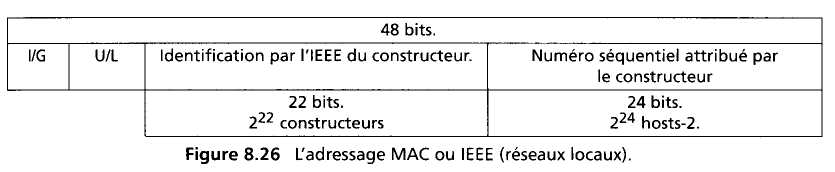 48 bits.
I/G U/L Identification par l'IEEE du constructeur. Numéro séquentiel attribué par
le constructeur
22 bits. 24 bits.
2²² constructeurs 2²⁴ hosts-2.
Figure 8.26 L'adressage MAC ou IEEE (réseaux locaux).